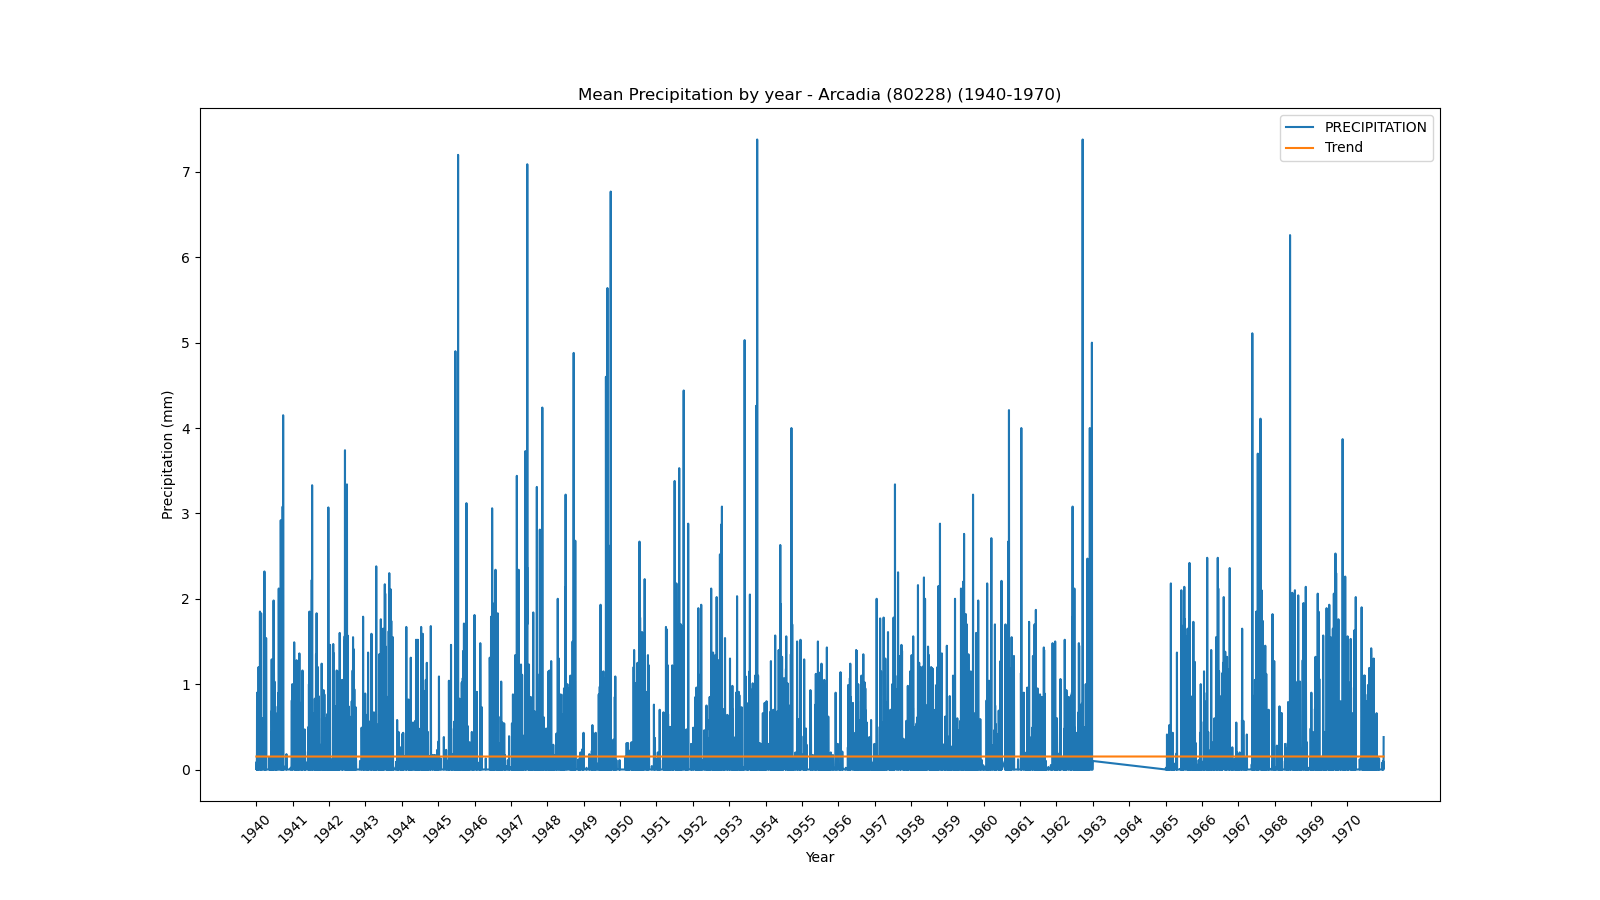 Mean Precipitation by year - Arcadia (80228) (1940-1970)
PRECIPITATION
Trend
7
6
5
4
3
2
1
0
Precipitation (mm)
1940 1941 1942 1943 1944 1945 1946 1947 1948 1949 1950 1951 1952 1953 1954 1955 1956 1957 1958 1959 1960 1961 1962 1963 1964 1965 1966 1967 1968 1969 1970
Year